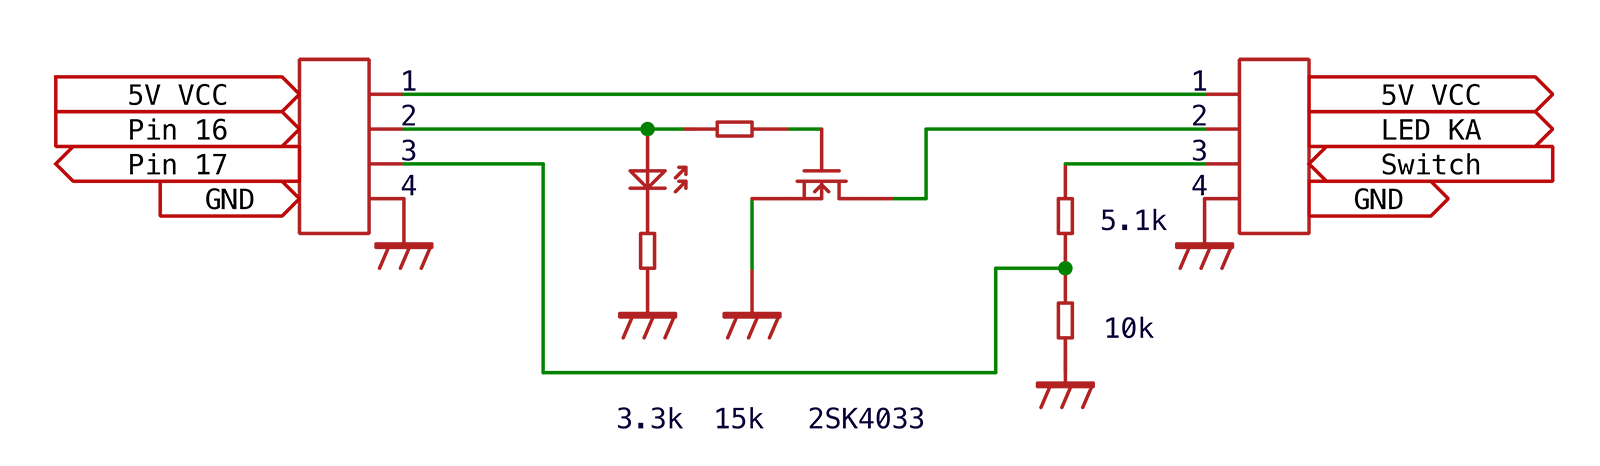 1 1
5V VCC 5V VCC
2 2
Pin 16 LED KA
3 3
Pin 17 Switch
4 4
GND GND
5.1k
10k
3.3k 15k 2SK4033